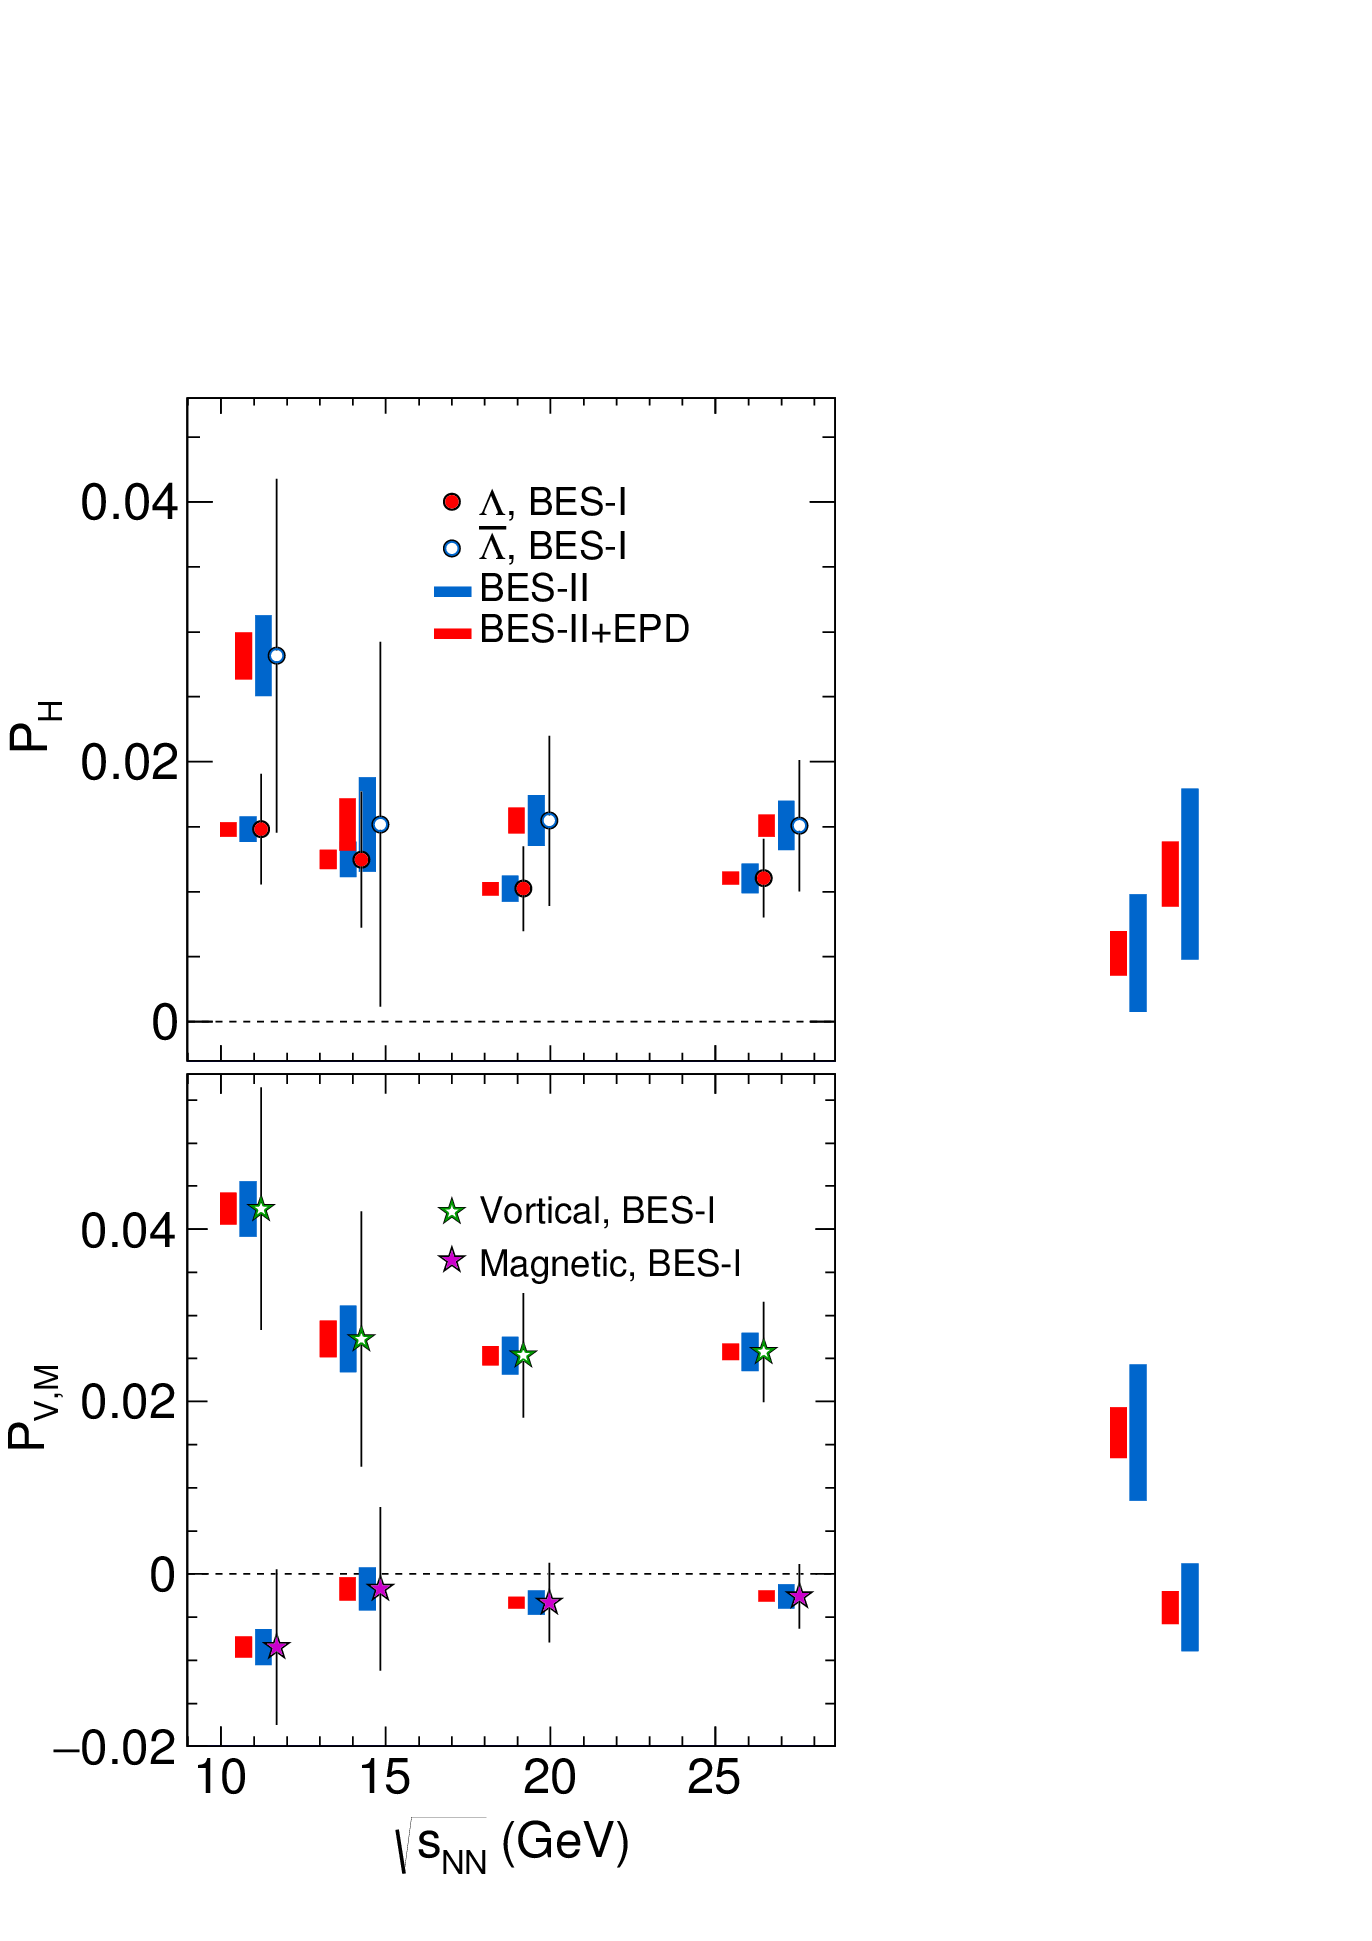 0.04
Λ, BES-I
Λ̅, BES-I
BES-II
BES-II+EPD
P_H
0.02
0
Vortical, BES-I
0.04
Magnetic, BES-I
P_V,M
0.02
0
−0.02
10 15 20 25
√s_NN (GeV)